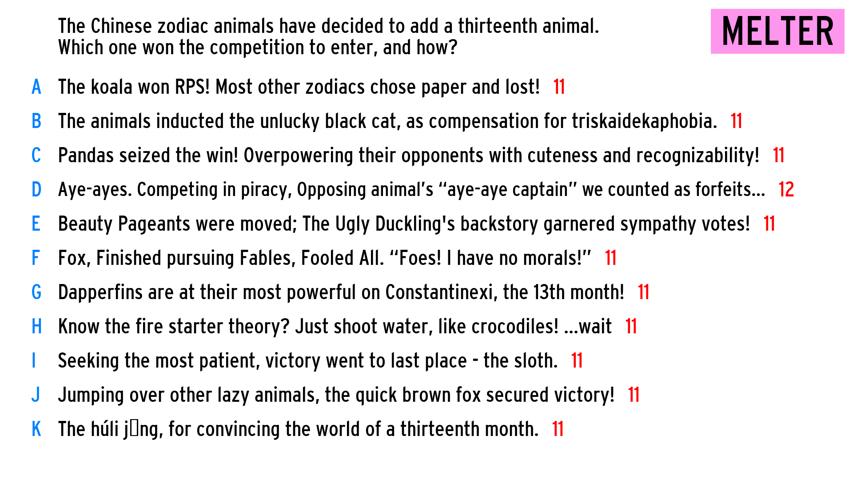 The Chinese zodiac animals have decided to add a thirteenth animal.
Which one won the competition to enter, and how?
MELTER
A The koala won RPS! Most other zodiacs chose paper and lost! 11
B The animals inducted the unlucky black cat, as compensation for triskaidekaphobia. 11
C Pandas seized the win! Overpowering their opponents with cuteness and recognizability! 11
D Aye-ayes. Competing in piracy, Opposing animal's “aye-aye captain” we counted as forfeits... 12
E Beauty Pageants were moved; The Ugly Duckling's backstory garnered sympathy votes! 11
F Fox, Finished pursuing Fables, Fooled All. “Foes! I have no morals!” 11
G Dapperfins are at their most powerful on Constantinexi, the 13th month! 11
H Know the fire starter theory? Just shoot water, like crocodiles! ...wait 11
I Seeking the most patient, victory went to last place - the sloth. 11
J Jumping over other lazy animals, the quick brown fox secured victory! 11
K The húli j▯ng, for convincing the world of a thirteenth month. 11